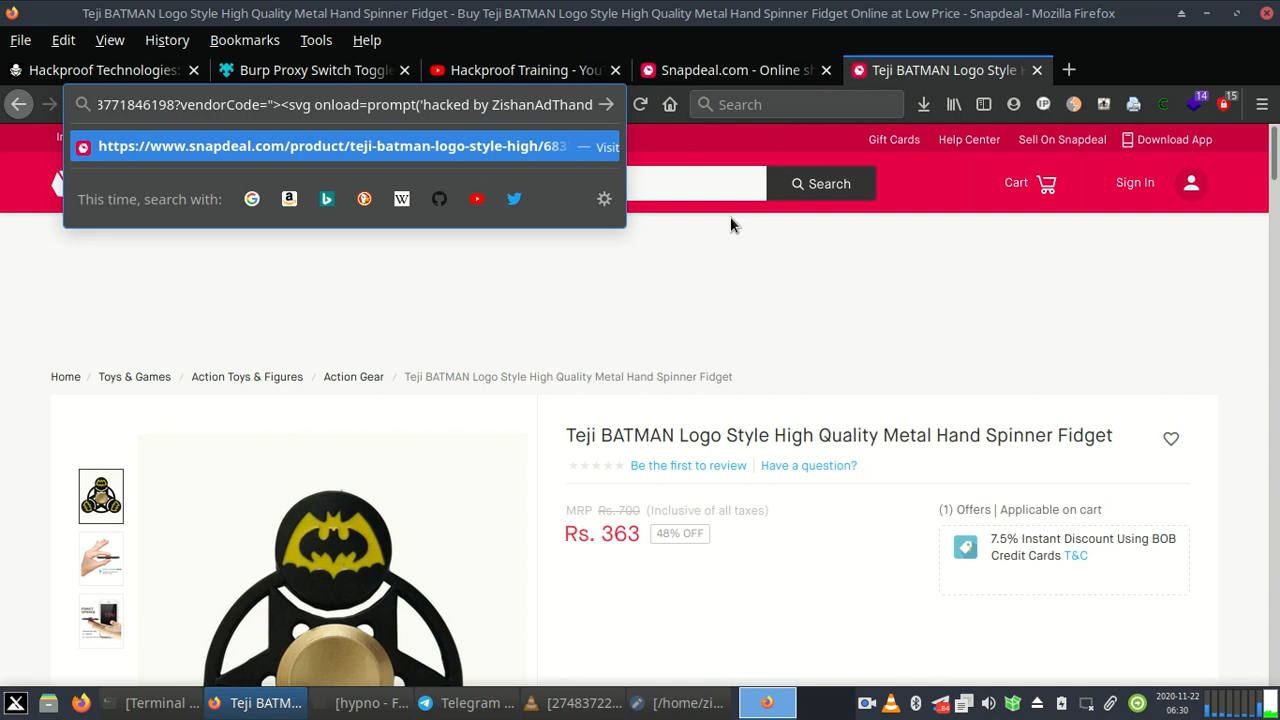 Teji BATMAN Logo Style High Quality Metal Hand Spinner Fidget - Buy Teji BATMAN Logo Style High Quality Metal Hand Spinner Fidget Online at Low Price - Snapdeal - Mozilla Firefox
File Edit View History Bookmarks Tools Help
Hackproof Technologies: Burp Proxy Switch Toggle Hackproof Training - You Snapdeal.com - Online sh Teji BATMAN Logo Style H
3771846198?vendorCode="><svg onload=prompt('hacked by ZishanAdThand Search 14 15
https://www.snapdeal.com/product/teji-batman-logo-style-high/683 — Visit
Gift Cards Help Center Sell On Snapdeal Download App
This time, search with: Search Cart Sign In
Home / Toys & Games / Action Toys & Figures / Action Gear / Teji BATMAN Logo Style High Quality Metal Hand Spinner Fidget
Teji BATMAN Logo Style High Quality Metal Hand Spinner Fidget
Be the first to review Have a question?
MRP Rs. 700 (Inclusive of all taxes)
Rs. 363 48% OFF
(1) Offers | Applicable on cart
7.5% Instant Discount Using BOB
Credit Cards T&C
[Terminal ... Teji BATM... [hypno - F... Telegram ... [27483722... [/home/zi... 84 2020-11-22
06:30